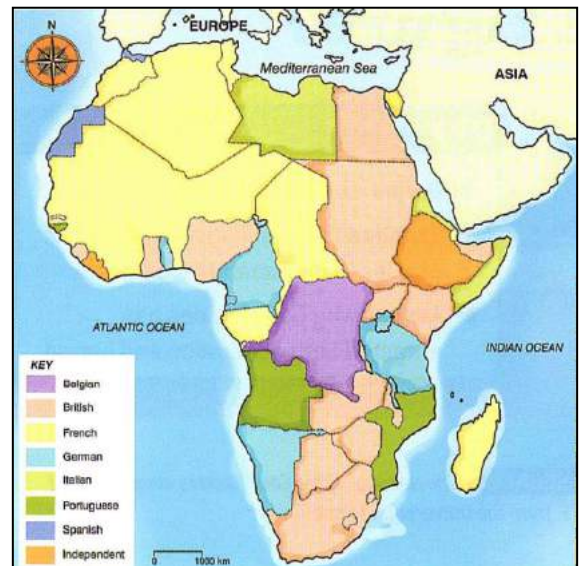 N
EUROPE
Mediterranean Sea
ASIA
ATLANTIC OCEAN
INDIAN OCEAN
KEY
Belgian
British
French
German
Italian
Portuguese
Spanish
Independent
0 1000 km